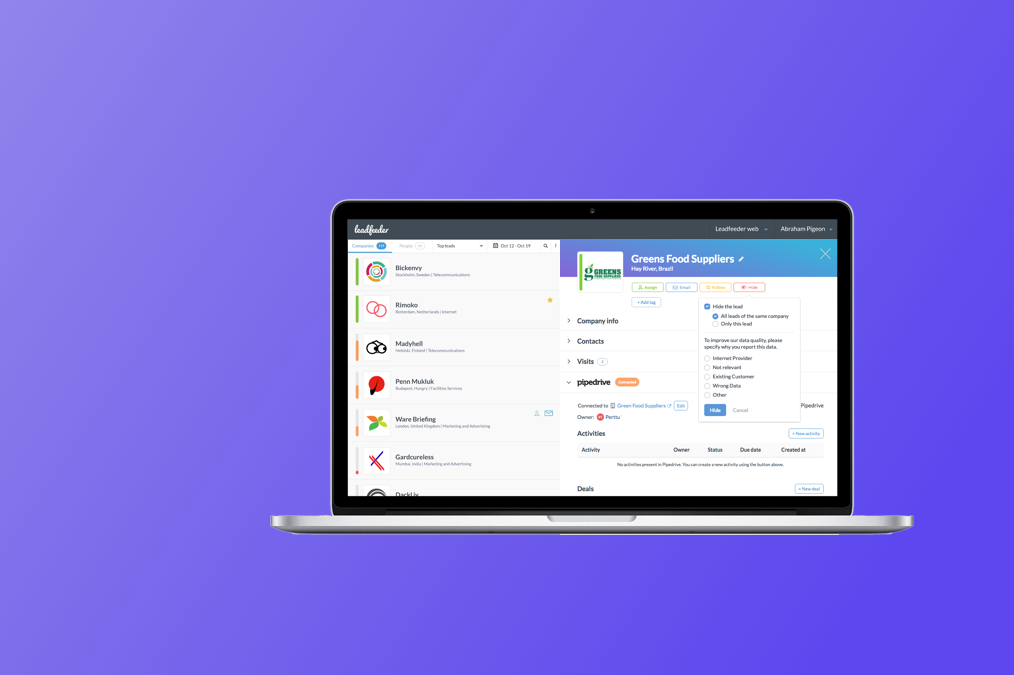 leadfeeder
Leadfeeder web
Abraham Pigeon
Companies
People
Top leads
Oct 12 - Oct 19
Bickenvy
Stockholm, Sweden | Telecommunications
Rimoko
Rotterdam, Netherlands | Internet
Madyhell
Helsinki, Finland | Telecommunications
Penn Mukluk
Budapest, Hungry | Facilities Services
Ware Briefing
London, United Kingdom | Marketing and Advertising
Gardcureless
Mumbai, India | Marketing and Advertising
DackLiv
GREENS
FOOD SUPPLIERS
Greens Food Suppliers
Hay River, Brazil
Assign
Email
Follow
Hide
+ Add tag
Company info
Contacts
Visits
pipedrive
Connected
Connected to Green Food Suppliers Edit
Owner: Perttu
Pipedrive
Hide the lead
All leads of the same company
Only this lead
To improve our data quality, please
specify why you report this data.
Internet Provider
Not relevant
Existing Customer
Wrong Data
Other
Hide Cancel
Activities
+ New activity
Activity Owner Status Due date Created at
No activities present in Pipedrive. You can create a new activity using the button above.
Deals
+ New deal